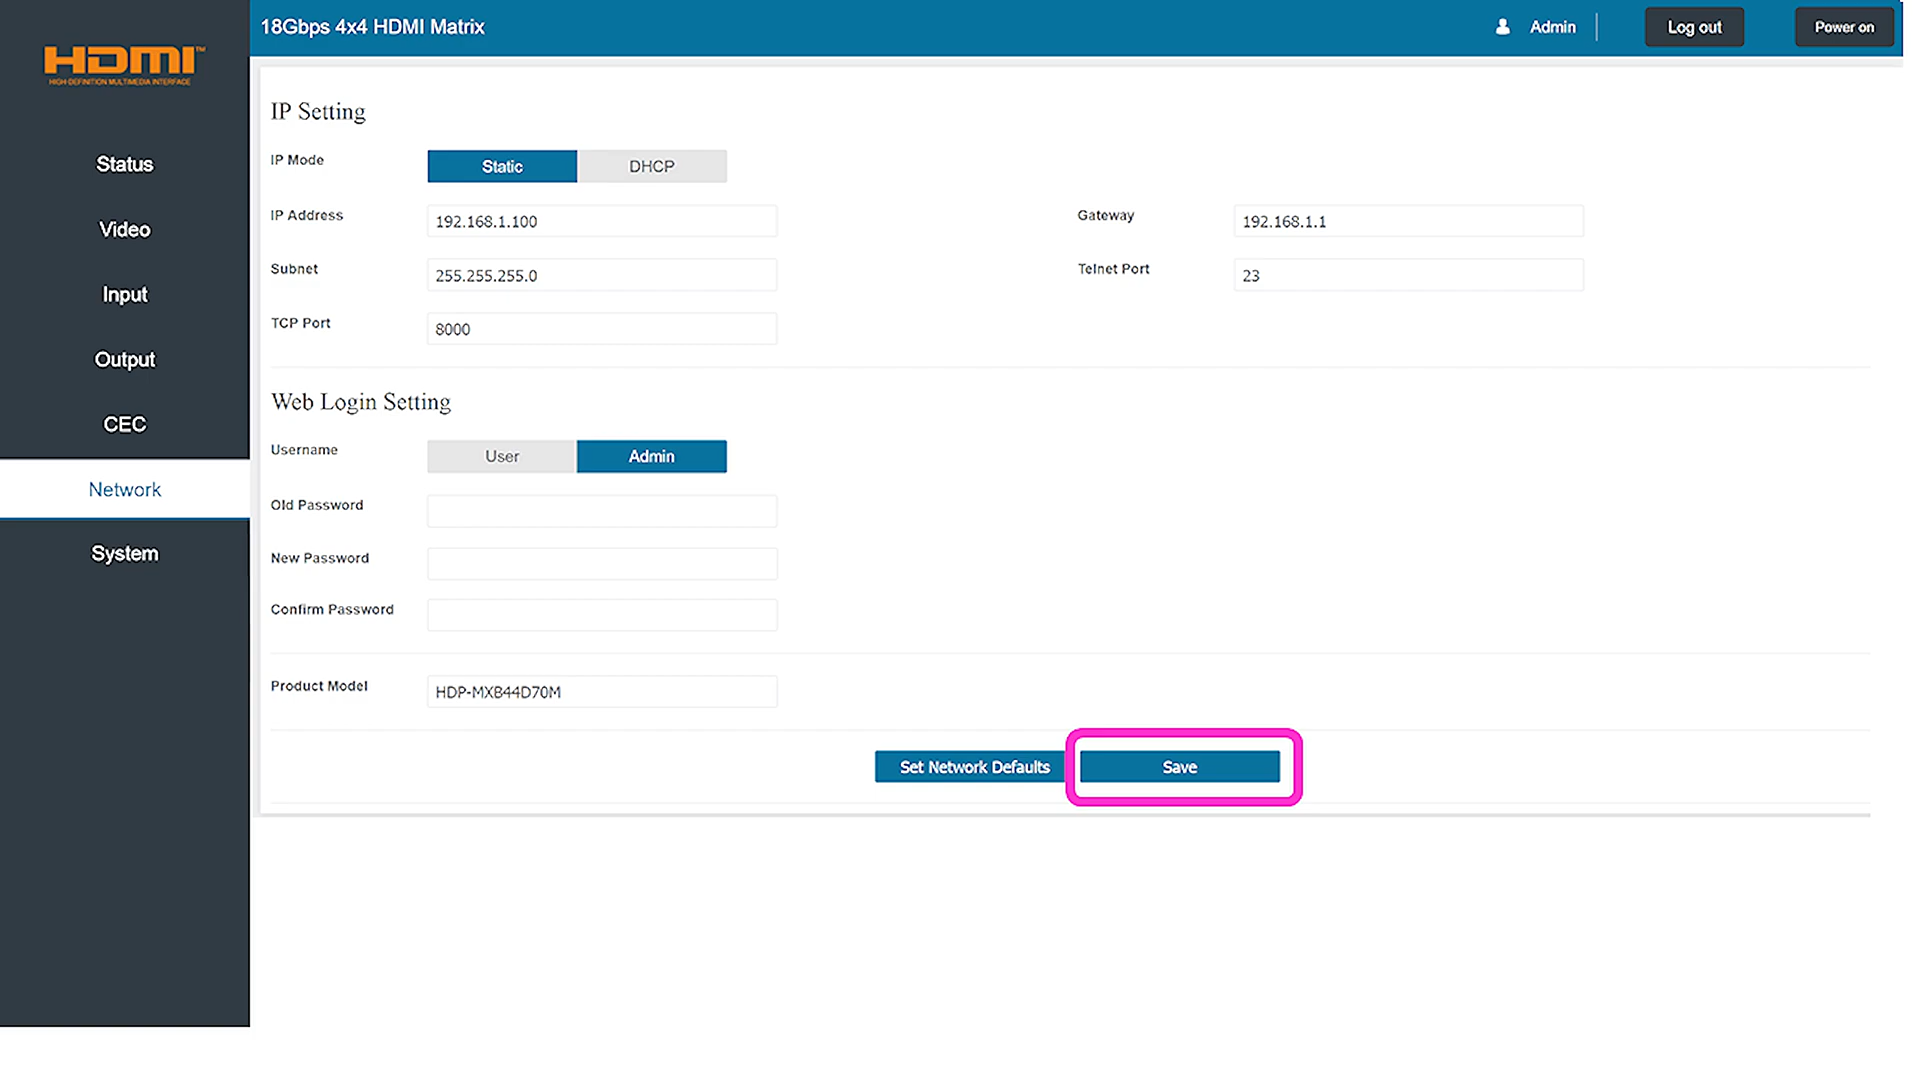 HDMI™
HIGH-DEFINITION MULTIMEDIA INTERFACE
18Gbps 4x4 HDMI Matrix
Admin
Log out
Power on
Status
Video
Input
Output
CEC
Network
System
IP Setting
IP Mode
Static
DHCP
IP Address
192.168.1.100
Gateway
192.168.1.1
Subnet
255.255.255.0
Telnet Port
23
TCP Port
8000
Web Login Setting
Username
User
Admin
Old Password
New Password
Confirm Password
Product Model
HDP-MXB44D70M
Set Network Defaults
Save